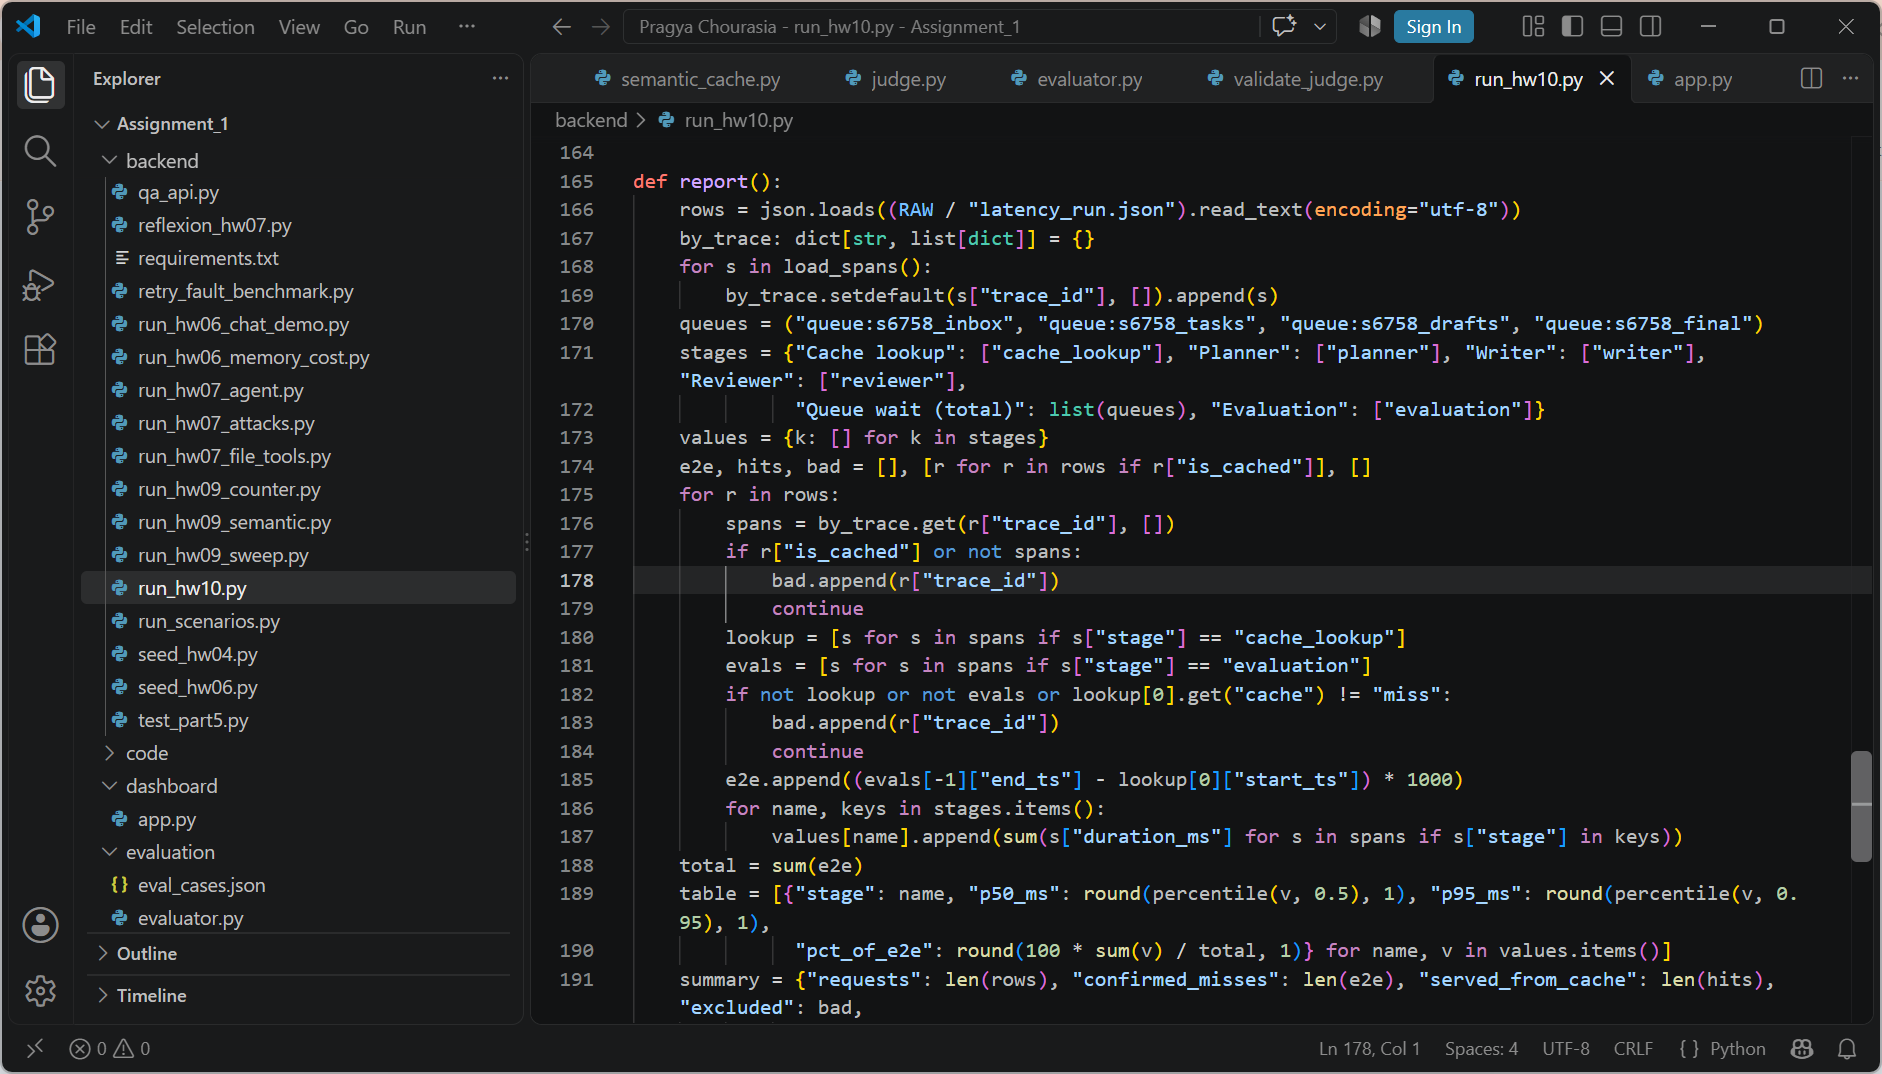 File Edit Selection View Go Run ···
Pragya Chourasia - run_hw10.py - Assignment_1
Sign In
Explorer
Assignment_1
backend
qa_api.py
reflexion_hw07.py
requirements.txt
retry_fault_benchmark.py
run_hw06_chat_demo.py
run_hw06_memory_cost.py
run_hw07_agent.py
run_hw07_attacks.py
run_hw07_file_tools.py
run_hw09_counter.py
run_hw09_semantic.py
run_hw09_sweep.py
run_hw10.py
run_scenarios.py
seed_hw04.py
seed_hw06.py
test_part5.py
code
dashboard
app.py
evaluation
{} eval_cases.json
evaluator.py
Outline
Timeline
semantic_cache.py judge.py evaluator.py validate_judge.py run_hw10.py app.py
backend > run_hw10.py
164
165 def report():
166     rows = json.loads((RAW / "latency_run.json").read_text(encoding="utf-8"))
167     by_trace: dict[str, list[dict]] = {}
168     for s in load_spans():
169         by_trace.setdefault(s["trace_id"], []).append(s)
170     queues = ("queue:s6758_inbox", "queue:s6758_tasks", "queue:s6758_drafts", "queue:s6758_final")
171     stages = {"Cache lookup": ["cache_lookup"], "Planner": ["planner"], "Writer": ["writer"],
    "Reviewer": ["reviewer"],
172               "Queue wait (total)": list(queues), "Evaluation": ["evaluation"]}
173     values = {k: [] for k in stages}
174     e2e, hits, bad = [], [r for r in rows if r["is_cached"]], []
175     for r in rows:
176         spans = by_trace.get(r["trace_id"], [])
177         if r["is_cached"] or not spans:
178             bad.append(r["trace_id"])
179             continue
180         lookup = [s for s in spans if s["stage"] == "cache_lookup"]
181         evals = [s for s in spans if s["stage"] == "evaluation"]
182         if not lookup or not evals or lookup[0].get("cache") != "miss":
183             bad.append(r["trace_id"])
184             continue
185         e2e.append((evals[-1]["end_ts"] - lookup[0]["start_ts"]) * 1000)
186         for name, keys in stages.items():
187             values[name].append(sum(s["duration_ms"] for s in spans if s["stage"] in keys))
188     total = sum(e2e)
189     table = [{"stage": name, "p50_ms": round(percentile(v, 0.5), 1), "p95_ms": round(percentile(v, 0.
    95), 1),
190               "pct_of_e2e": round(100 * sum(v) / total, 1)} for name, v in values.items()]
191     summary = {"requests": len(rows), "confirmed_misses": len(e2e), "served_from_cache": len(hits),
    "excluded": bad,
0 0
Ln 178, Col 1 Spaces: 4 UTF-8 CRLF {} Python